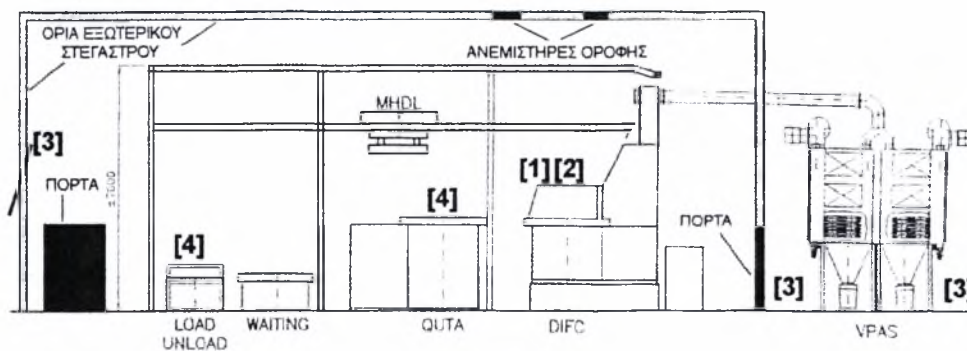 ΟΡΙΑ ΕΞΩΤΕΡΙΚΟΥ
ΣΤΕΓΑΣΤΡΟΥ
ΑΝΕΜΙΣΤΗΡΕΣ ΟΡΟΦΗΣ
MHDL
[3]
[1] [2]
ΠΟΡΤΑ
[4]
[4]
ΠΟΡΤΑ
[3]
[3]
LOAD
UNLOAD
WAITING
QUTA
DIFC
VPAS